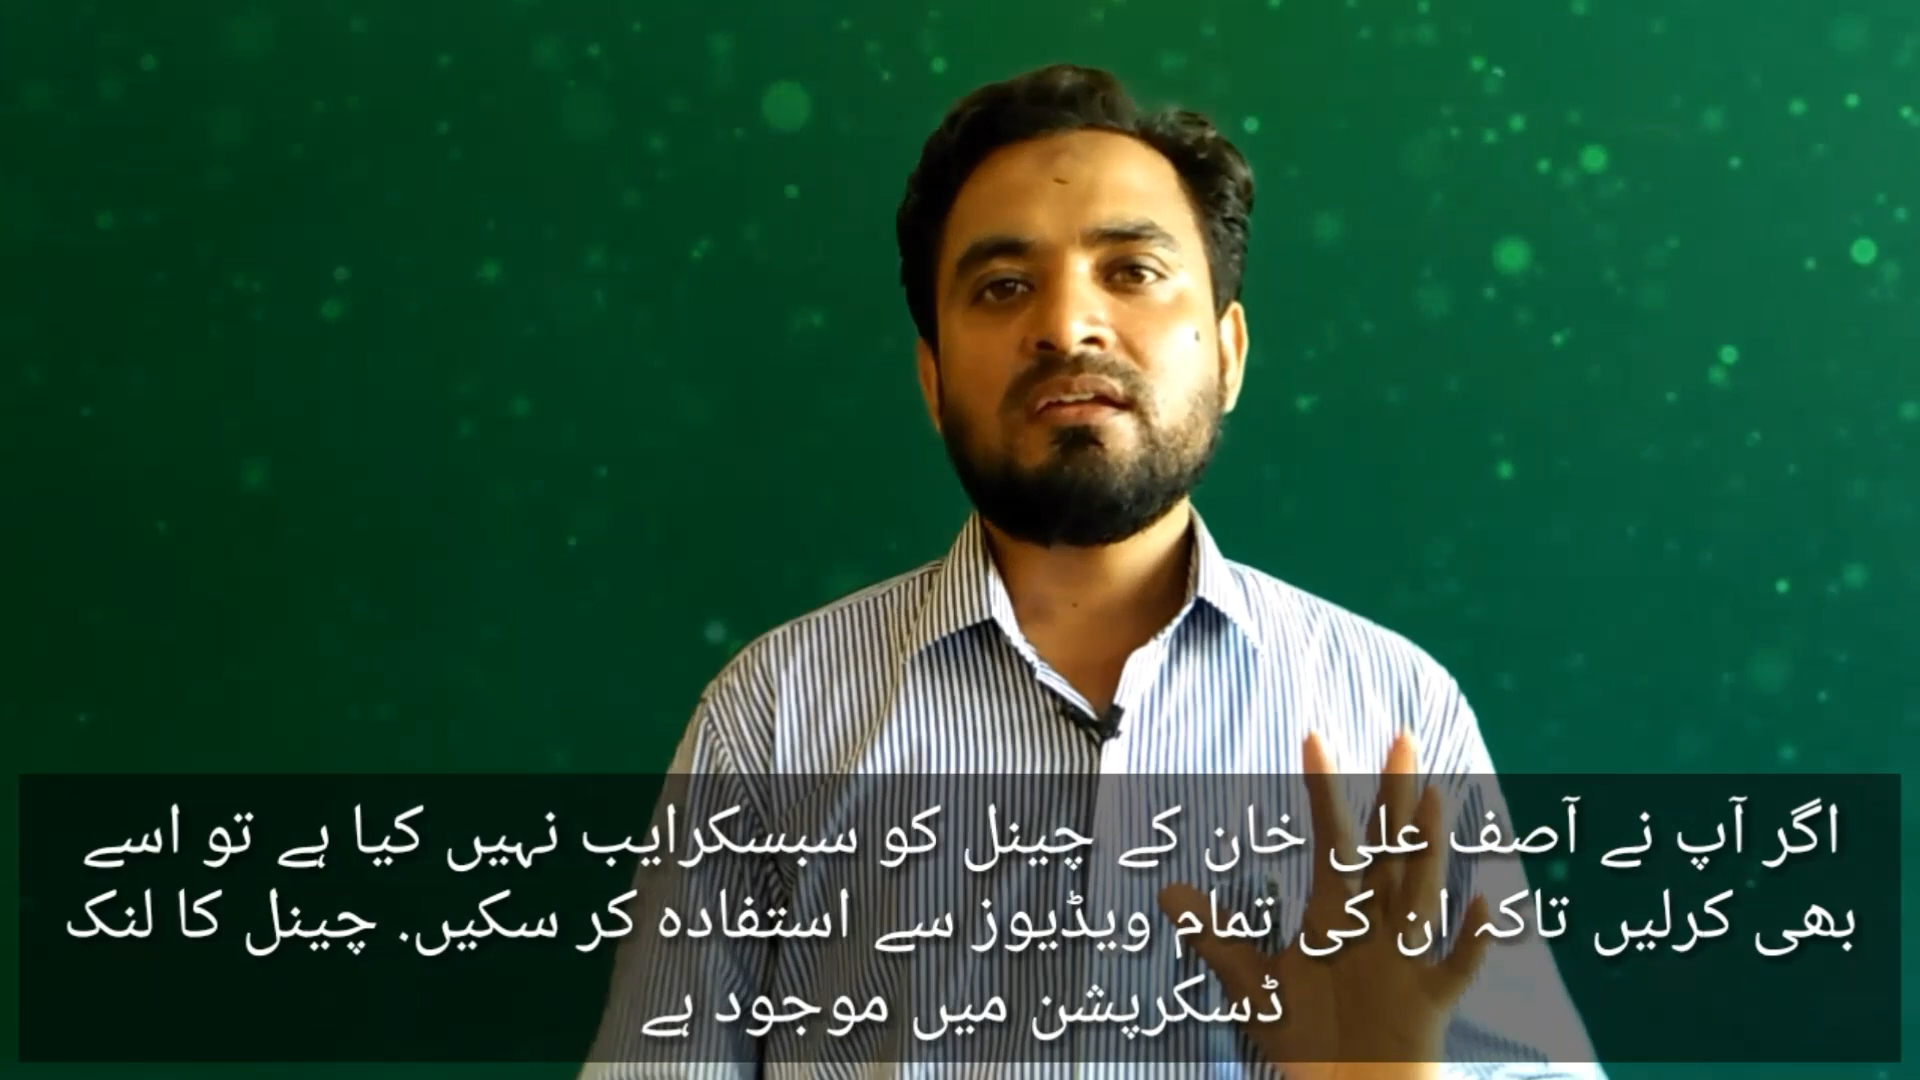 اگر آپ نے آصف علی خان کے چینل کو سبسکرایب نہیں کیا ہے تو اسے
بھی کرلیں تاکہ ان کی تمام ویڈیوز سے استفادہ کر سکیں. چینل کا لنک
ڈسکرپشن میں موجود ہے